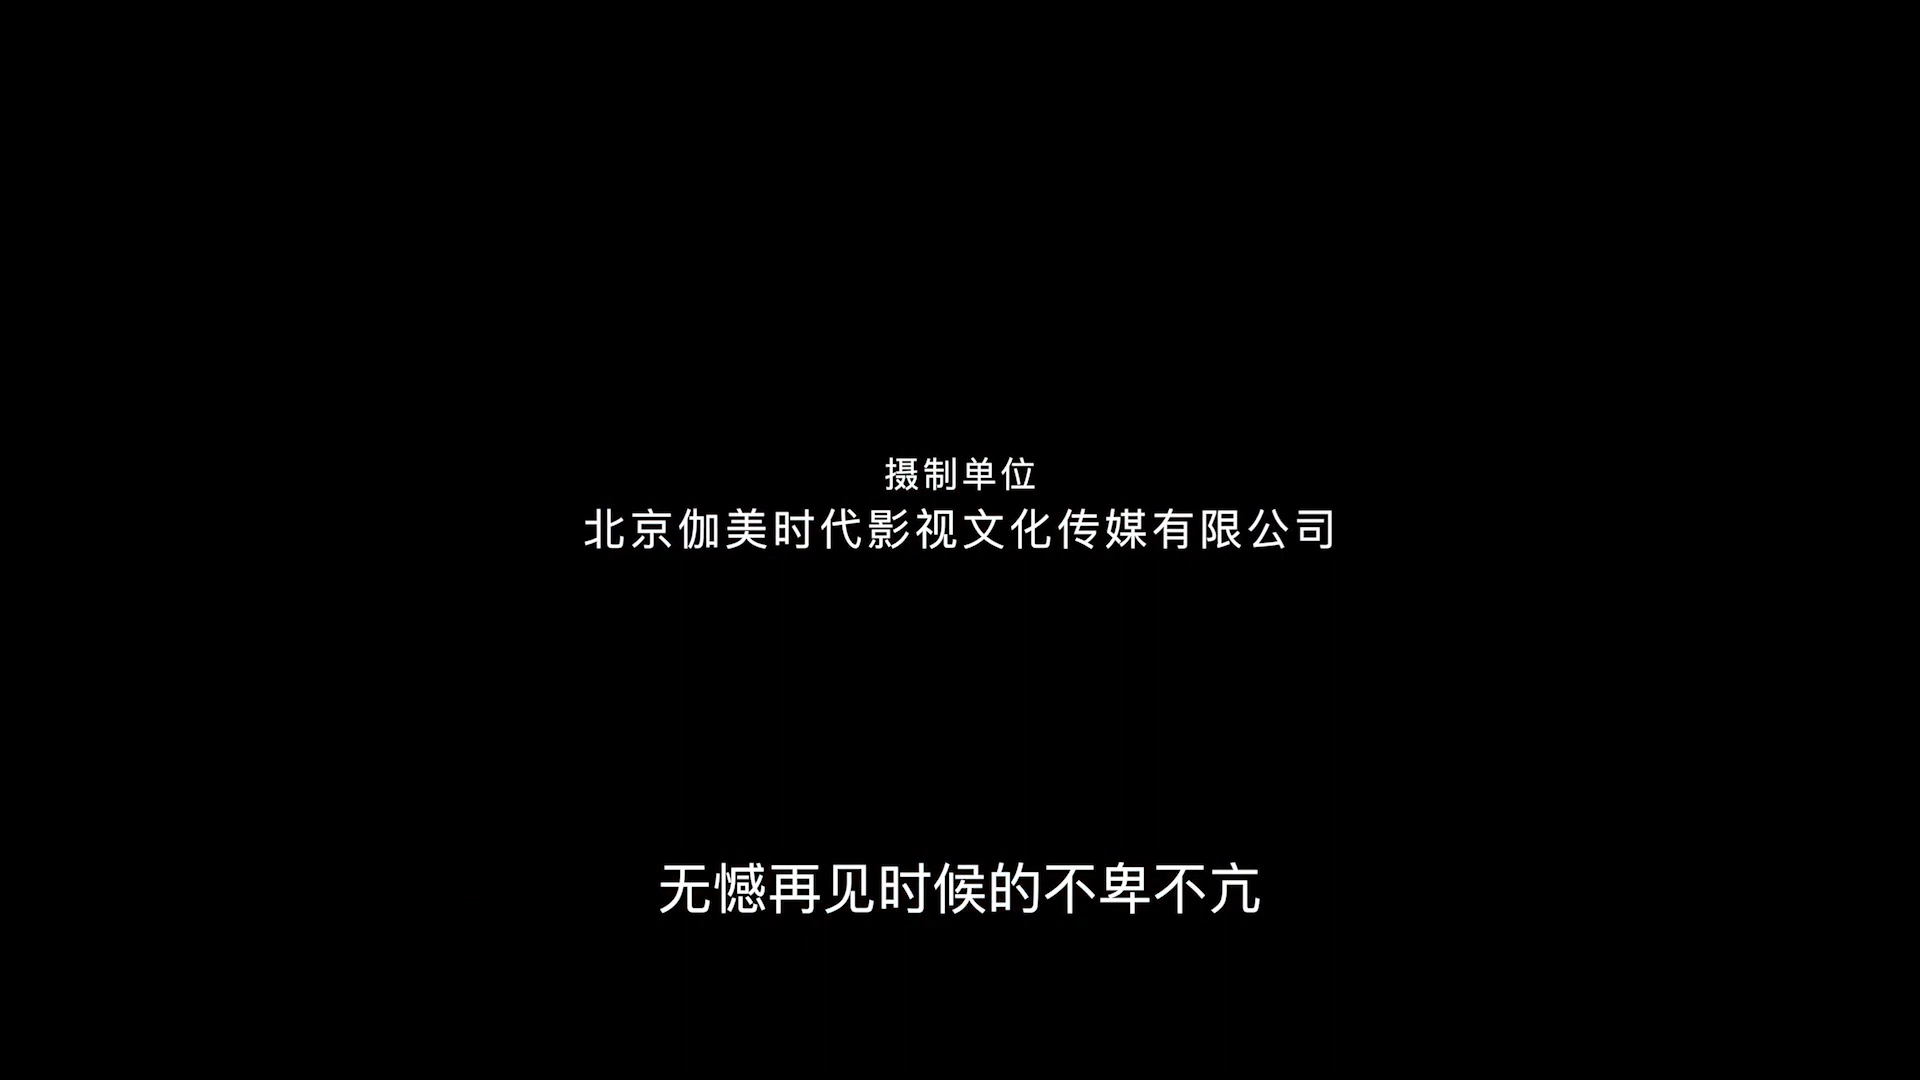 摄制单位
北京伽美时代影视文化传媒有限公司
无憾再见时候的不卑不亢